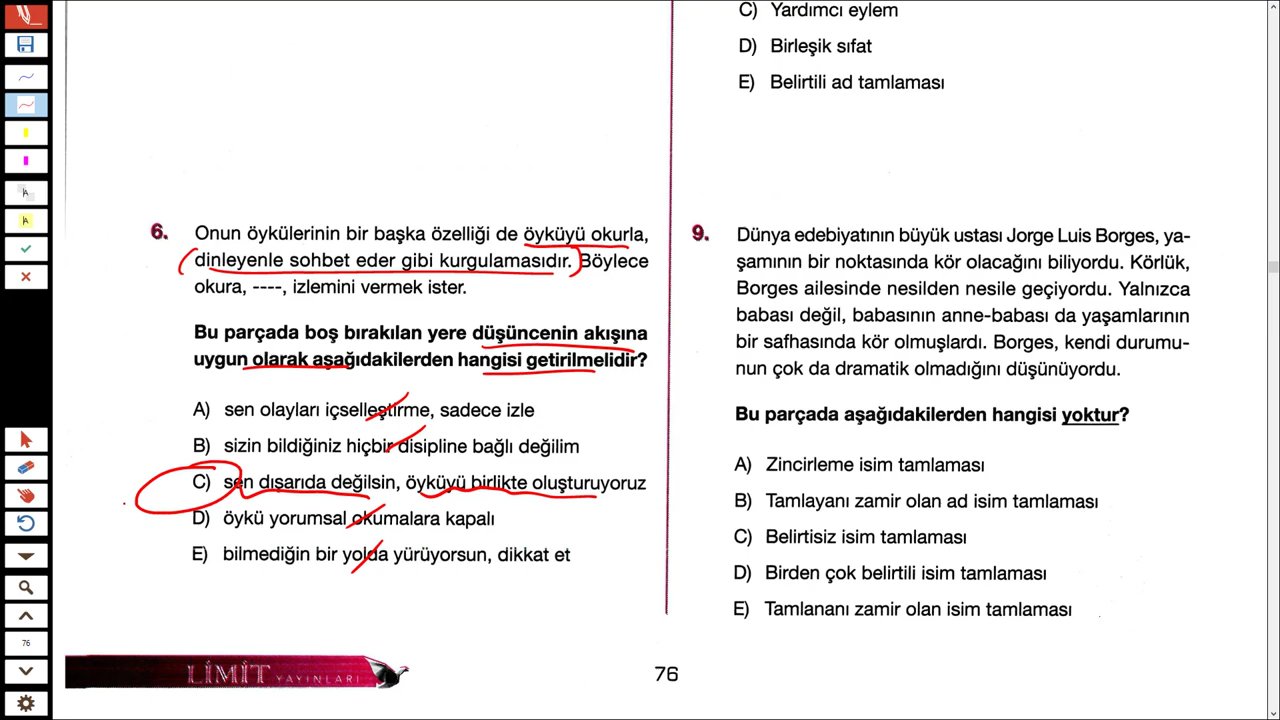 6. Onun öykülerinin bir başka özelliği de öyküyü okurla,
dinleyenle sohbet eder gibi kurgulamasıdır. Böylece
okura, ----, izlemini vermek ister.
Bu parçada boş bırakılan yere düşüncenin akışına
uygun olarak aşağıdakilerden hangisi getirilmelidir?
A) sen olayları içselleştirme, sadece izle
B) sizin bildiğiniz hiçbir disipline bağlı değilim
C) sen dışarıda değilsin, öyküyü birlikte oluşturuyoruz
D) öykü yorumsal okumalara kapalı
E) bilmediğin bir yolda yürüyorsun, dikkat et
C) Yardımcı eylem
D) Birleşik sıfat
E) Belirtili ad tamlaması
9. Dünya edebiyatının büyük ustası Jorge Luis Borges, ya-
şamının bir noktasında kör olacağını biliyordu. Körlük,
Borges ailesinde nesilden nesile geçiyordu. Yalnızca
babası değil, babasının anne-babası da yaşamlarının
bir safhasında kör olmuşlardı. Borges, kendi durumu-
nun çok da dramatik olmadığını düşünüyordu.
Bu parçada aşağıdakilerden hangisi yoktur?
A) Zincirleme isim tamlaması
B) Tamlayanı zamir olan ad isim tamlaması
C) Belirtisiz isim tamlaması
D) Birden çok belirtili isim tamlaması
E) Tamlananı zamir olan isim tamlaması
LİMİT YAYINLARI
76
A
A
76